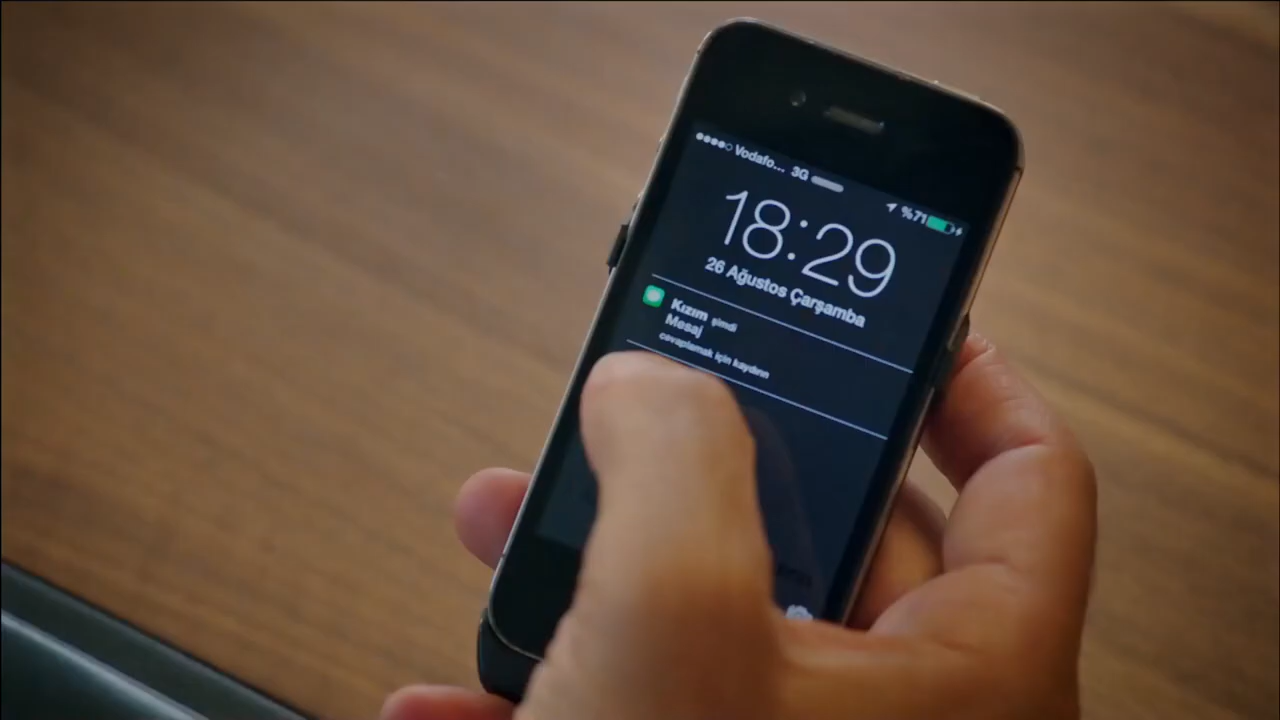 Vodafo... 3G %71
18:29
26 Ağustos Çarşamba
Kızım şimdi
Mesaj
cevaplamak için kaydırın